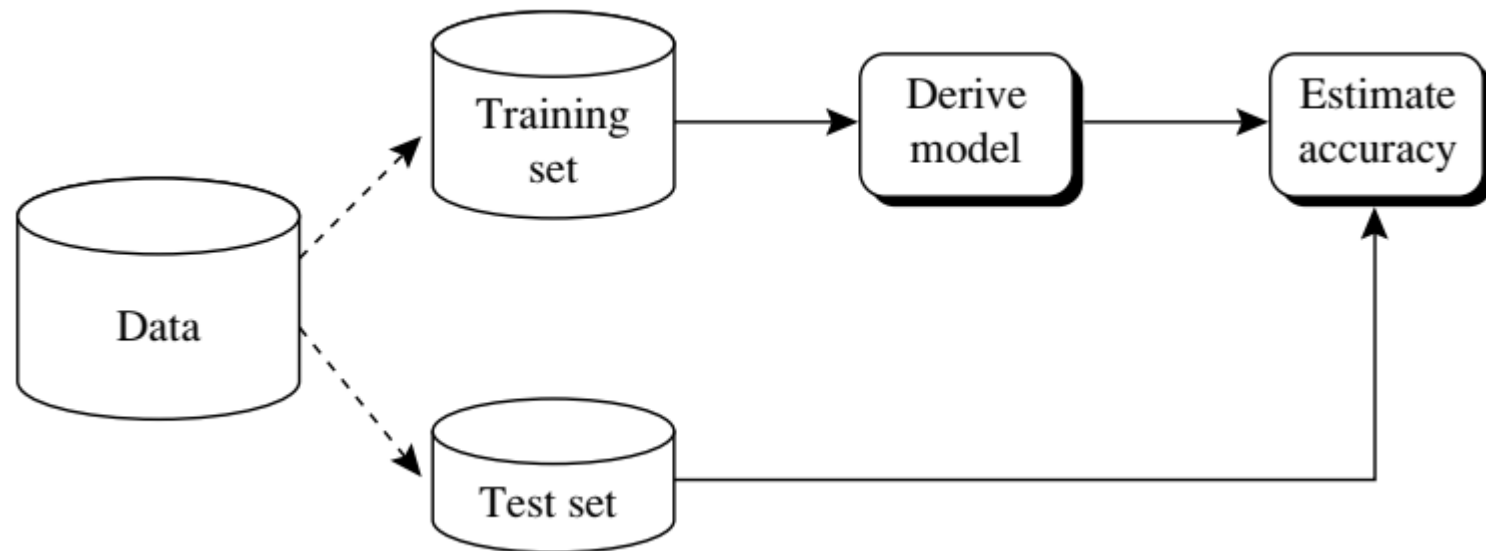 Training
set
Derive
model
Estimate
accuracy
Data
Test set